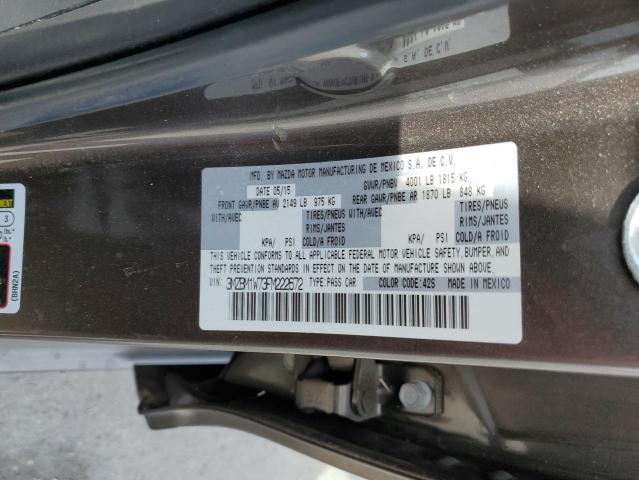 MFD. BY MAZDA MOTOR MANUFACTURING DE MEXICO S.A. DE C.V.
DATE 05/15 GVWR/PNBV 4001 LB 1815 KG
FRONT GAWR/PNBE AV 2149 LB 975 KG REAR GAWR/PNBE AR 1870 LB 848 KG
WITH/AVEC TIRES/PNEUS WITH/AVEC TIRES/PNEUS
RIMS/JANTES RIMS/JANTES
KPA/ PSI COLD/A FROID KPA/ PSI COLD/A FROID
THIS VEHICLE CONFORMS TO ALL APPLICABLE FEDERAL MOTOR VEHICLE SAFETY, BUMPER, AND
THEFT PREVENTION STANDARDS IN EFFECT ON THE DATE OF MANUFACTURE SHOWN ABOVE.
VIN: 3MZBM1W73FM222572 TYPE PASS CAR COLOR CODE:42S MADE IN MEXICO
3
lbs.
(BHN2A)